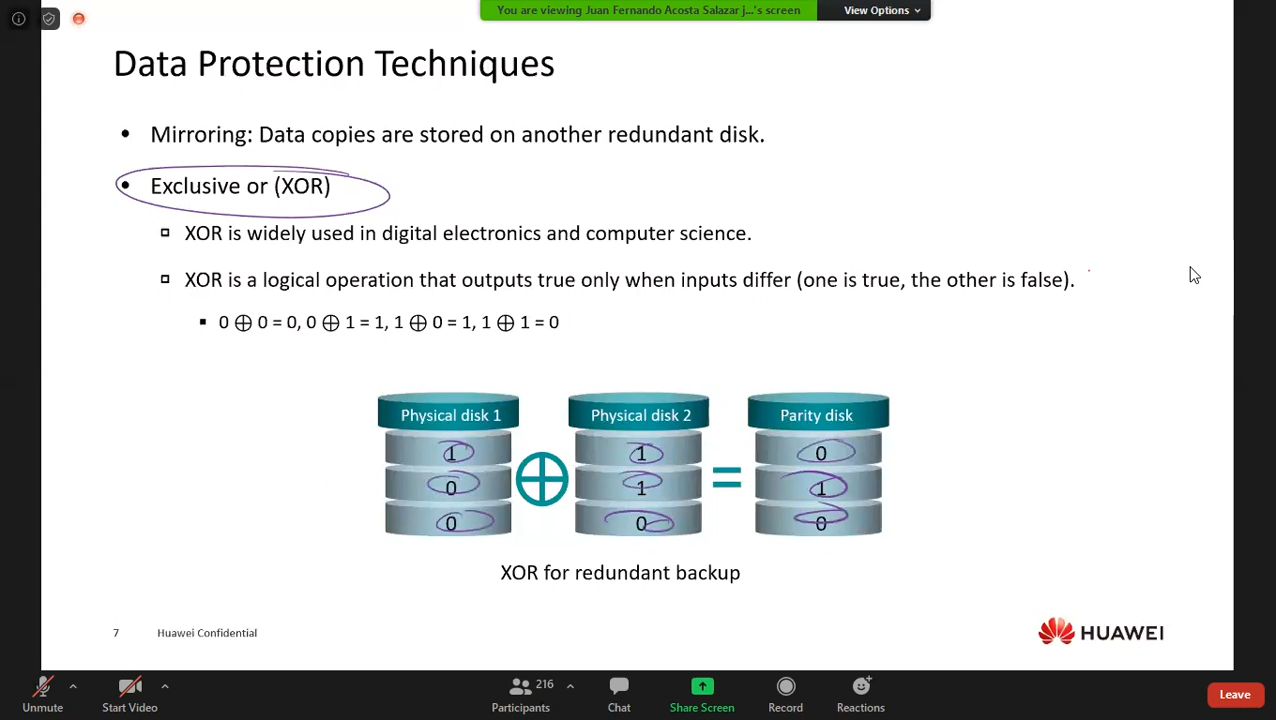 You are viewing Juan Fernando Acosta Salazar j...'s screen
View Options
Data Protection Techniques
• Mirroring: Data copies are stored on another redundant disk.
• Exclusive or (XOR)
XOR is widely used in digital electronics and computer science.
XOR is a logical operation that outputs true only when inputs differ (one is true, the other is false).
▪ 0 ⊕ 0 = 0, 0 ⊕ 1 = 1, 1 ⊕ 0 = 1, 1 ⊕ 1 = 0
Physical disk 1 Physical disk 2 Parity disk
1 1 0
0 ⊕ 1 = 1
0 0 0
XOR for redundant backup
7 Huawei Confidential
HUAWEI
216
Unmute Start Video Participants Chat Share Screen Record Reactions Leave